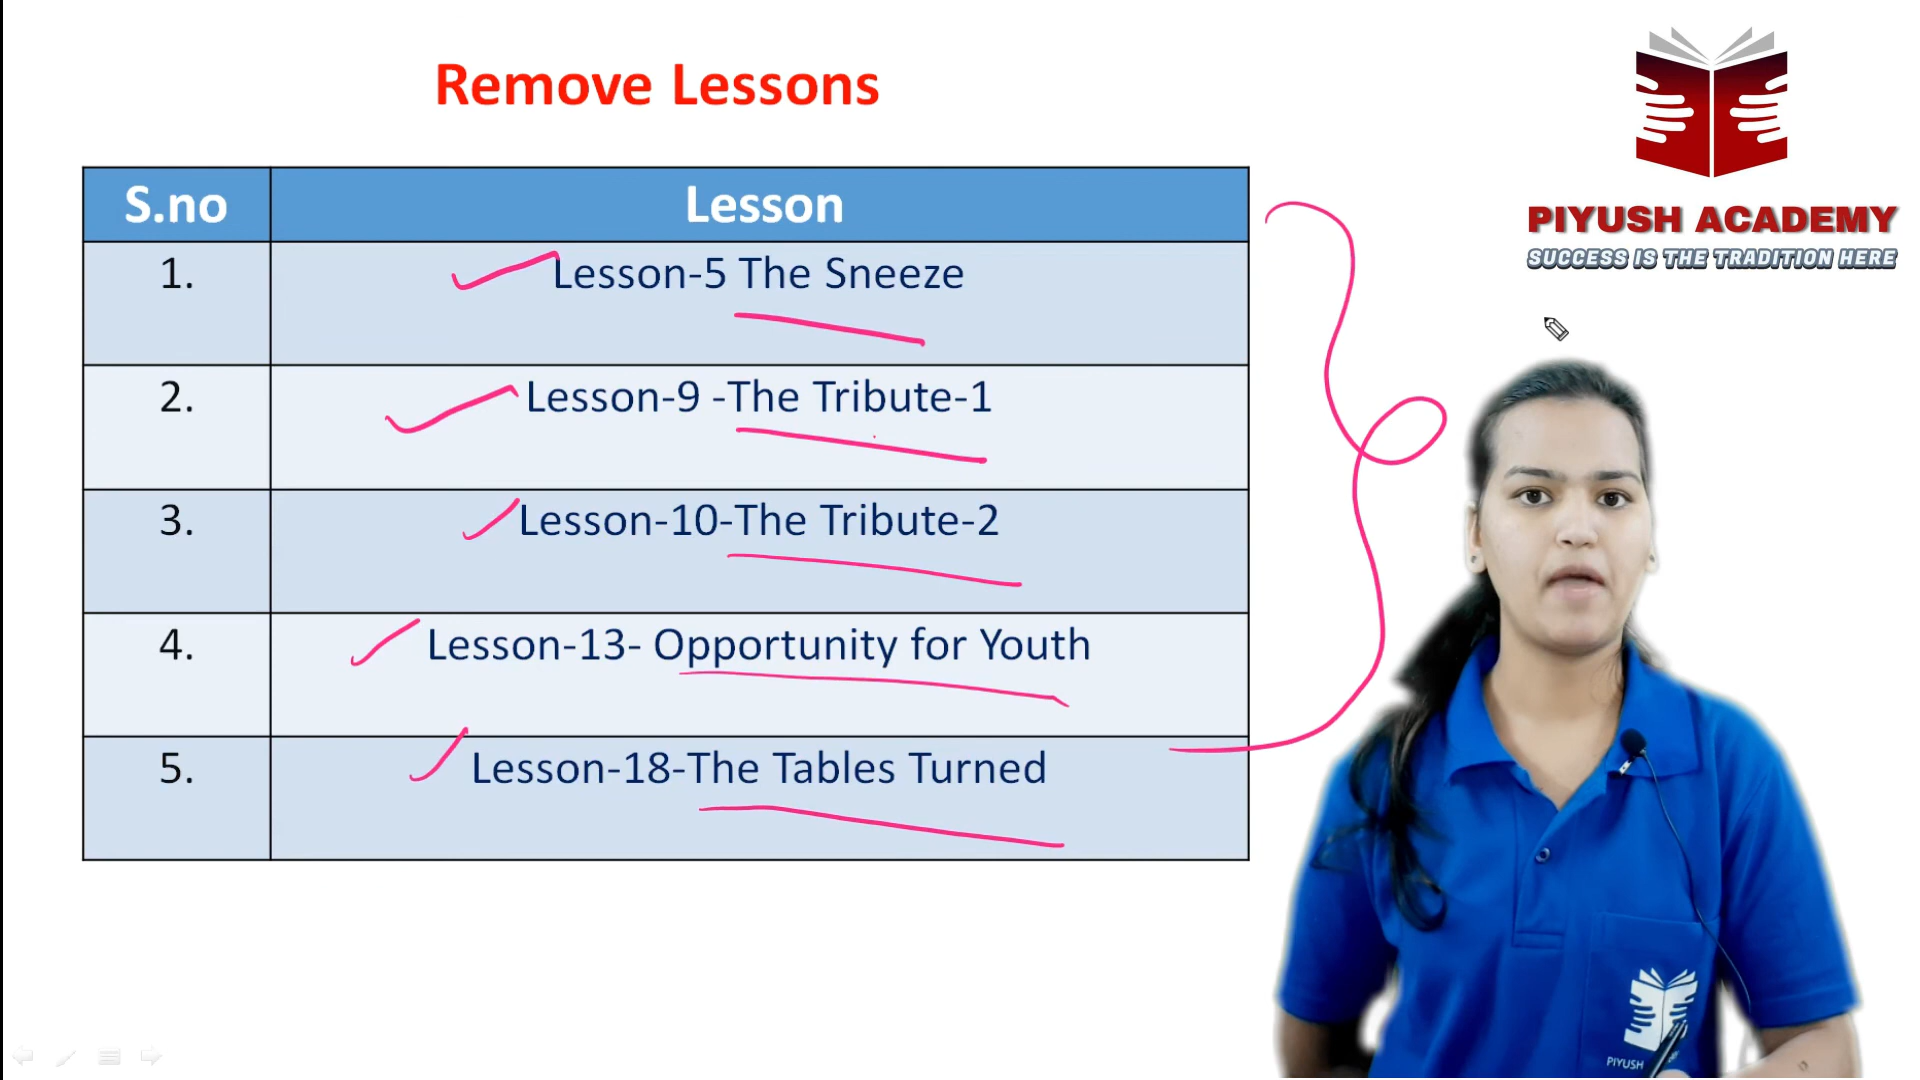 Remove Lessons
PIYUSH ACADEMY
SUCCESS IS THE TRADITION HERE
S.no Lesson
1. Lesson-5 The Sneeze
2. Lesson-9 -The Tribute-1
3. Lesson-10-The Tribute-2
4. Lesson-13- Opportunity for Youth
5. Lesson-18-The Tables Turned
PIYUSH